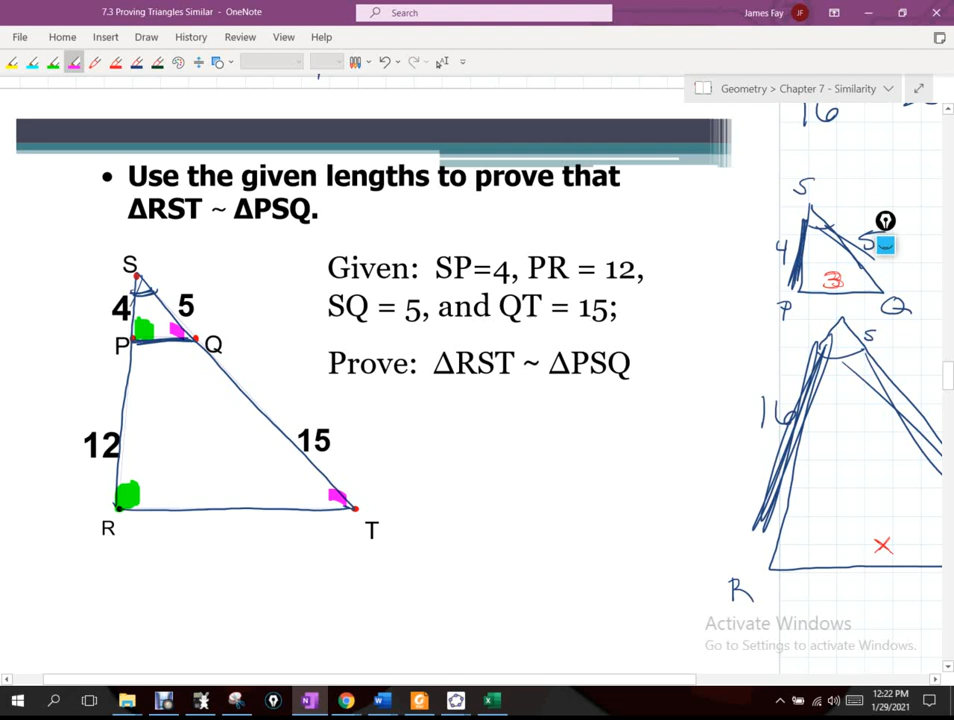 7.3 Proving Triangles Similar - OneNote
Search
James Fay
JF
File Home Insert Draw History Review View Help
Geometry > Chapter 7 - Similarity
16
• Use the given lengths to prove that
ΔRST ~ ΔPSQ.
S
4
5
P
Q
12
15
R
T
Given: SP=4, PR = 12,
SQ = 5, and QT = 15;
Prove: ΔRST ~ ΔPSQ
S
4
5
3
P
Q
S
16
x
R
Activate Windows
Go to Settings to activate Windows.
12:22 PM
1/29/2021